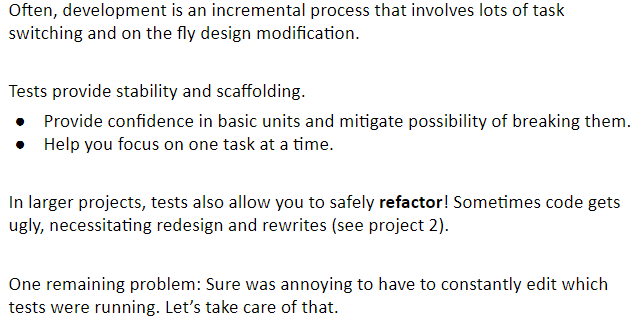 Often, development is an incremental process that involves lots of task
switching and on the fly design modification.
Tests provide stability and scaffolding.
● Provide confidence in basic units and mitigate possibility of breaking them.
● Help you focus on one task at a time.
In larger projects, tests also allow you to safely refactor! Sometimes code gets
ugly, necessitating redesign and rewrites (see project 2).
One remaining problem: Sure was annoying to have to constantly edit which
tests were running. Let’s take care of that.